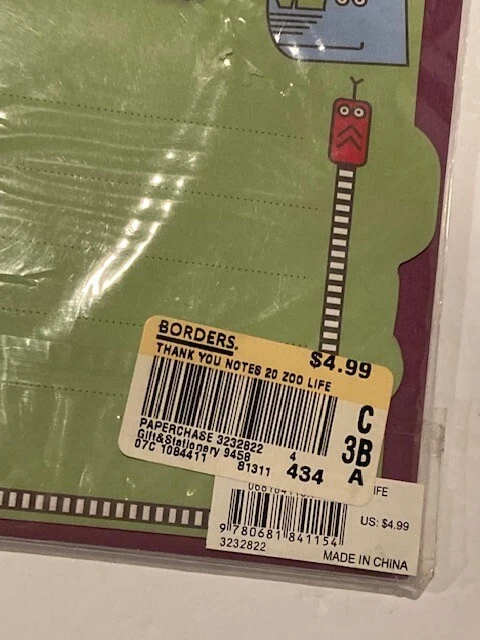 BORDERS.
$4.99
THANK YOU NOTES 20 ZOO LIFE
C
3B
A
PAPERCHASE 3232822 4
Gift&Stationery 9458
07C 1084411 81311 434
IFE
US: $4.99
9 780681 841154
3232822
MADE IN CHINA